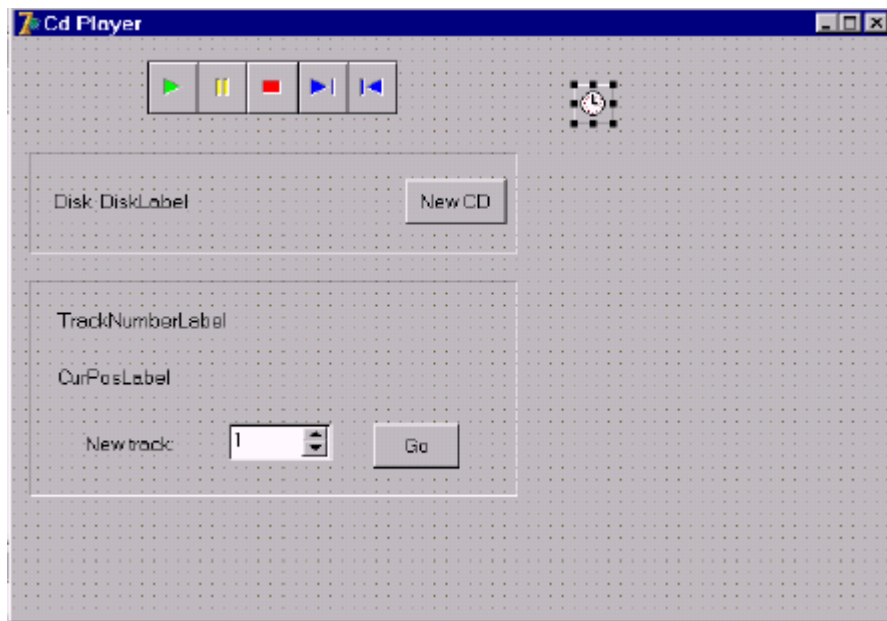 Cd Player
Disk: DiskLabel
New CD
TrackNumberLabel
CurPosLabel
New track:
1
Go